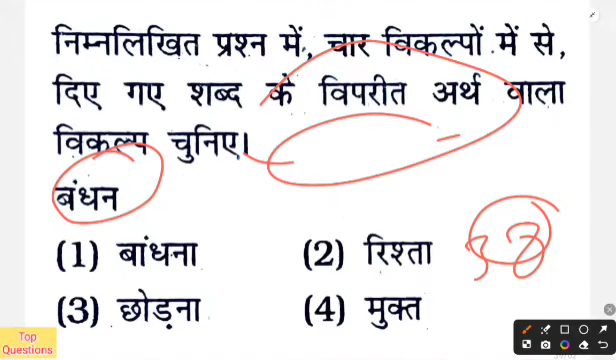 निम्नलिखित प्रश्न में, चार विकल्पों में से,
दिए गए शब्द के विपरीत अर्थ वाला
विकल्प चुनिए।
बंधन
(1) बांधना (2) रिश्ता
(3) छोड़ना (4) मुक्त
Top
Questions